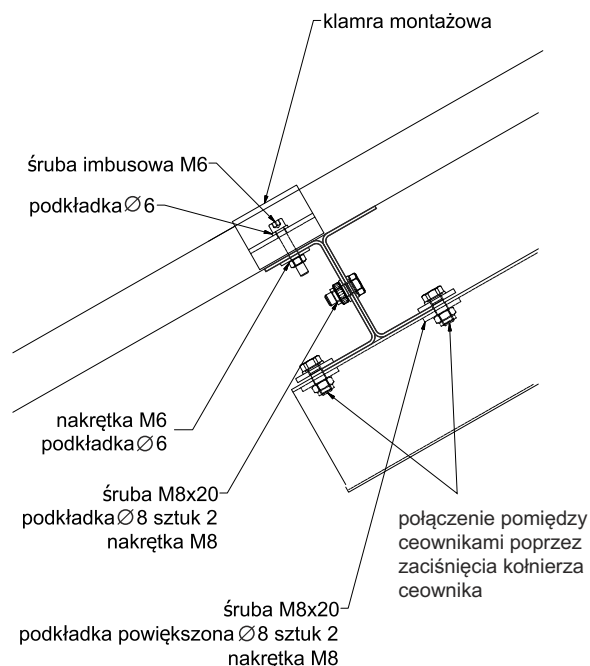 klamra montażowa
śruba imbusowa M6
podkładka∅6
nakrętka M6
podkładka∅6
śruba M8x20
podkładka∅8 sztuk 2
nakrętka M8
połączenie pomiędzy
ceownikami poprzez
zaciśnięcia kołnierza
ceownika
śruba M8x20
podkładka powiększona∅8 sztuk 2
nakrętka M8